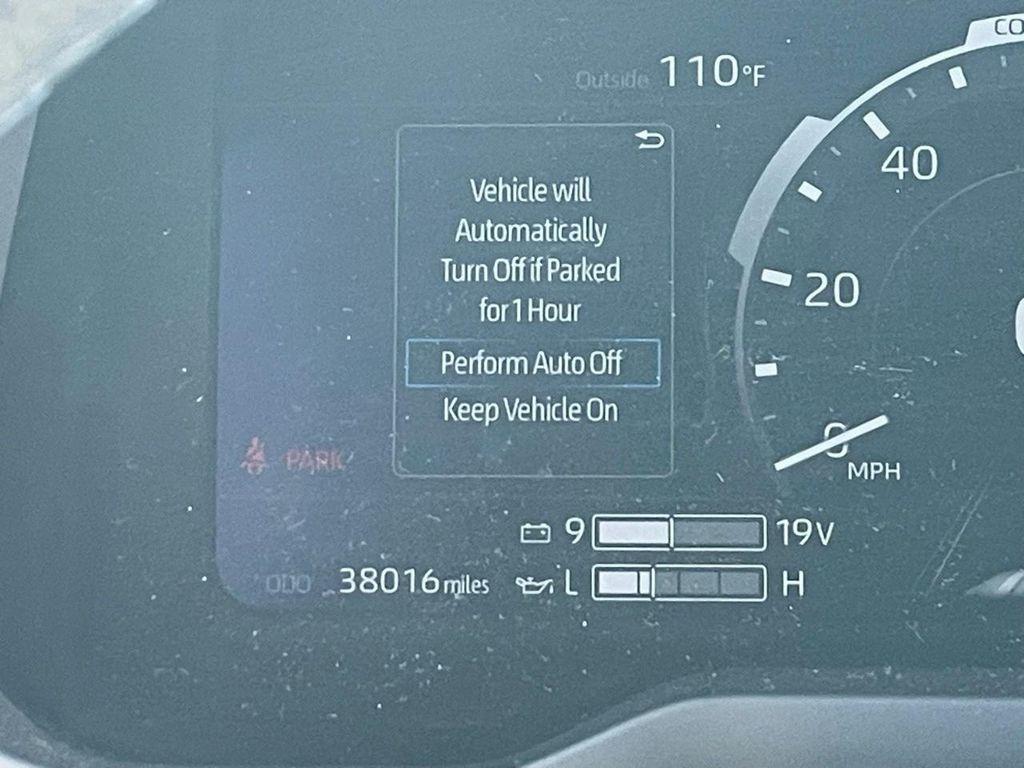 CO
Outside 110°F
Vehicle will
Automatically
Turn Off if Parked
for 1 Hour
Perform Auto Off
Keep Vehicle On
40
20
0
MPH
PARK
9 19V
ODO 38016 miles
L H